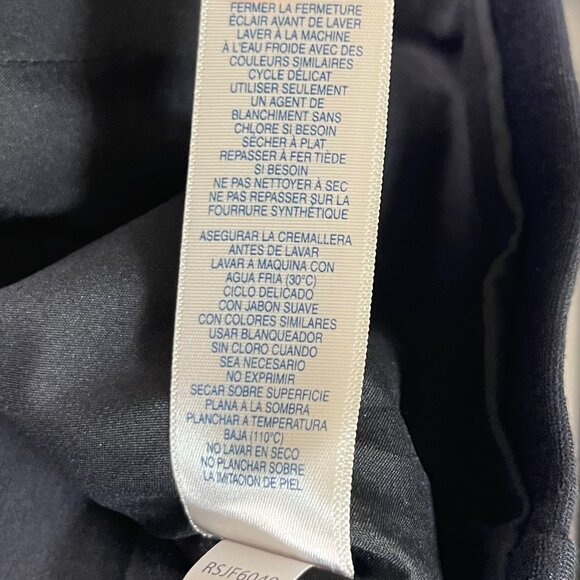 FERMER LA FERMETURE
ÉCLAIR AVANT DE LAVER
LAVER À LA MACHINE
À L'EAU FROIDE AVEC DES
COULEURS SIMILAIRES
CYCLE DÉLICAT
UTILISER SEULEMENT
UN AGENT DE
BLANCHIMENT SANS
CHLORE SI BESOIN
SÉCHER À PLAT
REPASSER À FER TIÈDE
SI BESOIN
NE PAS NETTOYER À SEC
NE PAS REPASSER SUR LA
FOURRURE SYNTHÉTIQUE
ASEGURAR LA CREMALLERA
ANTES DE LAVAR
LAVAR A MAQUINA CON
AGUA FRIA (30°C)
CICLO DELICADO
CON JABON SUAVE
CON COLORES SIMILARES
USAR BLANQUEADOR
SIN CLORO CUANDO
SEA NECESARIO
NO EXPRIMIR
SECAR SOBRE SUPERFICIE
PLANA A LA SOMBRA
PLANCHAR A TEMPERATURA
BAJA (110°C)
NO LAVAR EN SECO
NO PLANCHAR SOBRE
LA IMITACION DE PIEL